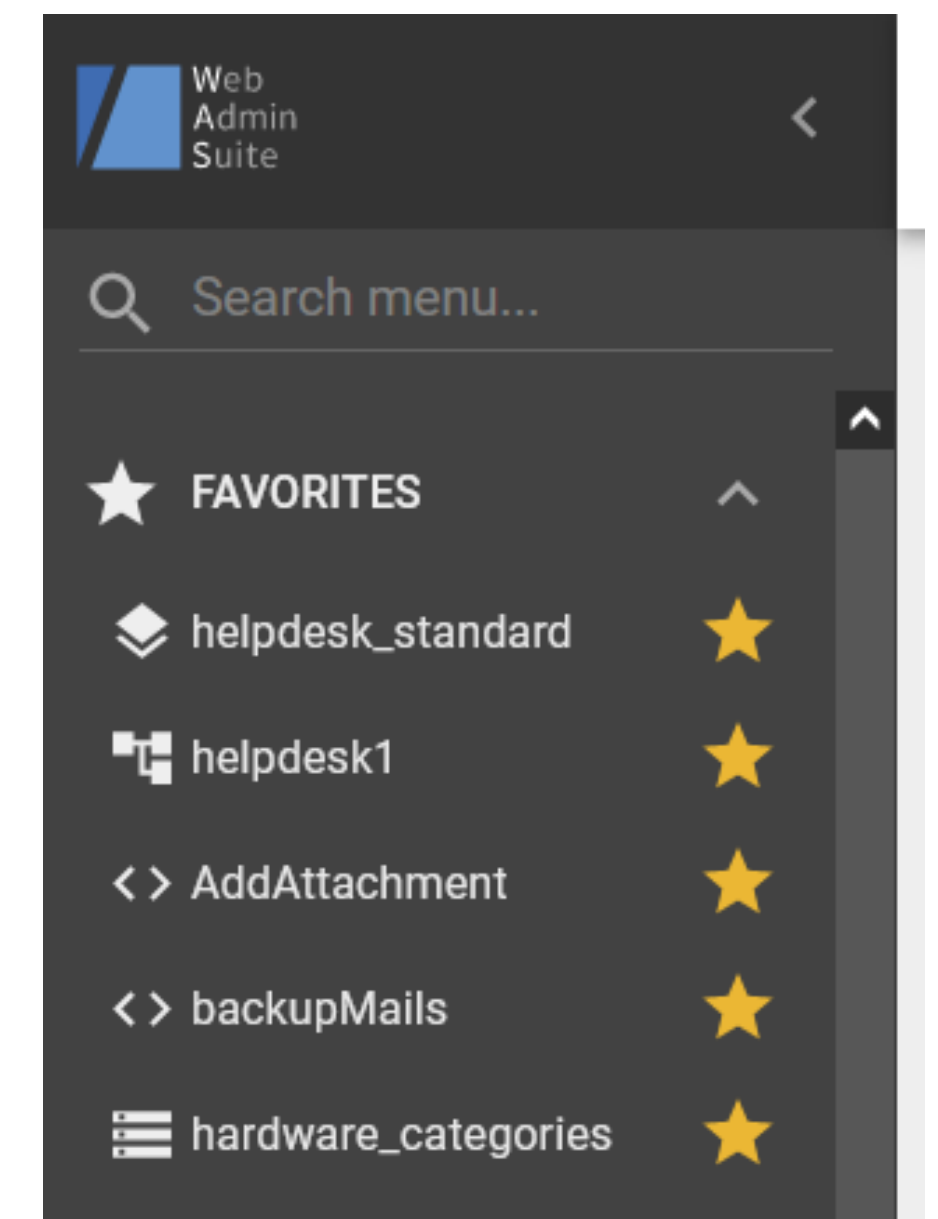 Web
Admin
Suite
Search menu...
FAVORITES
helpdesk_standard
helpdesk1
AddAttachment
backupMails
hardware_categories